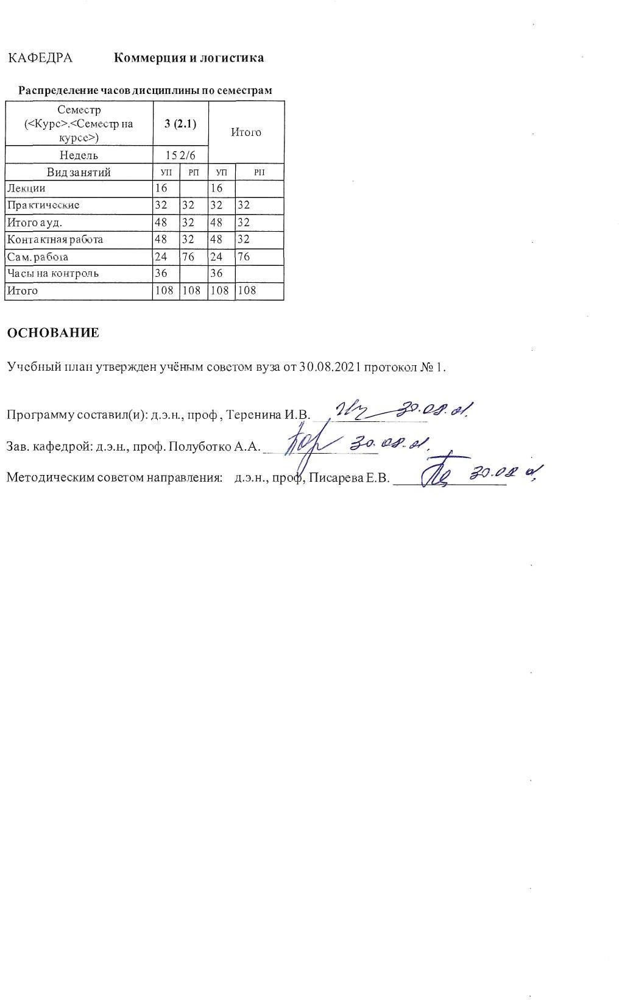 КАФЕДРА Коммерция и логистика
Распределение часов дисциплины по семестрам
Семестр 3 (2.1) Итого
(<Курс>.<Семестр на
курсе>)
Недель 15 2/6
Вид занятий УП РП УП РП
Лекции 16 16
Практические 32 32 32 32
Итого ауд. 48 32 48 32
Контактная работа 48 32 48 32
Сам. работа 24 76 24 76
Часы на контроль 36 36
Итого 108 108 108 108
ОСНОВАНИЕ
Учебный план утвержден учёным советом вуза от 30.08.2021 протокол № 1.
Программу составил(и): д.э.н., проф , Теренина И.В. 30.08.21.
Зав. кафедрой: д.э.н., проф. Полуботко А.А. 30.08.21.
Методическим советом направления: д.э.н., проф, Писарева Е.В. 30.08 21,